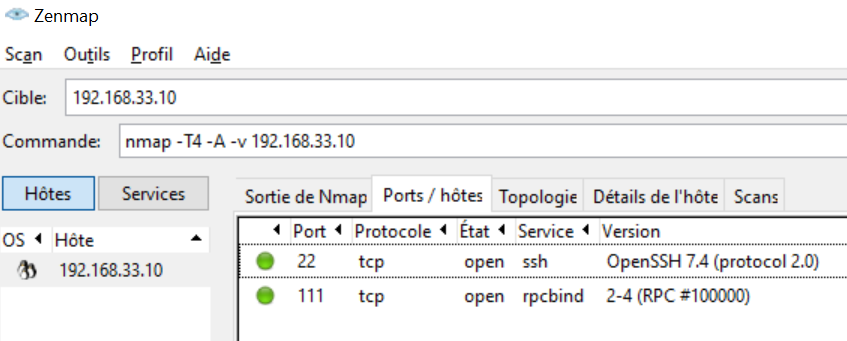 Zenmap
Scan Outils Profil Aide
Cible: 192.168.33.10
Commande: nmap -T4 -A -v 192.168.33.10
Hôtes Services Sortie de Nmap Ports / hôtes Topologie Détails de l'hôte Scans
OS Hôte Port Protocole État Service Version
192.168.33.10 22 tcp open ssh OpenSSH 7.4 (protocol 2.0)
111 tcp open rpcbind 2-4 (RPC #100000)